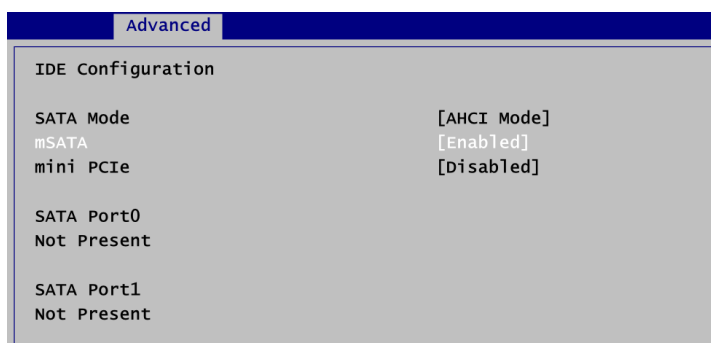 Advanced
IDE Configuration
SATA Mode [AHCI Mode]
mSATA [Enabled]
mini PCIe [Disabled]
SATA Port0
Not Present
SATA Port1
Not Present